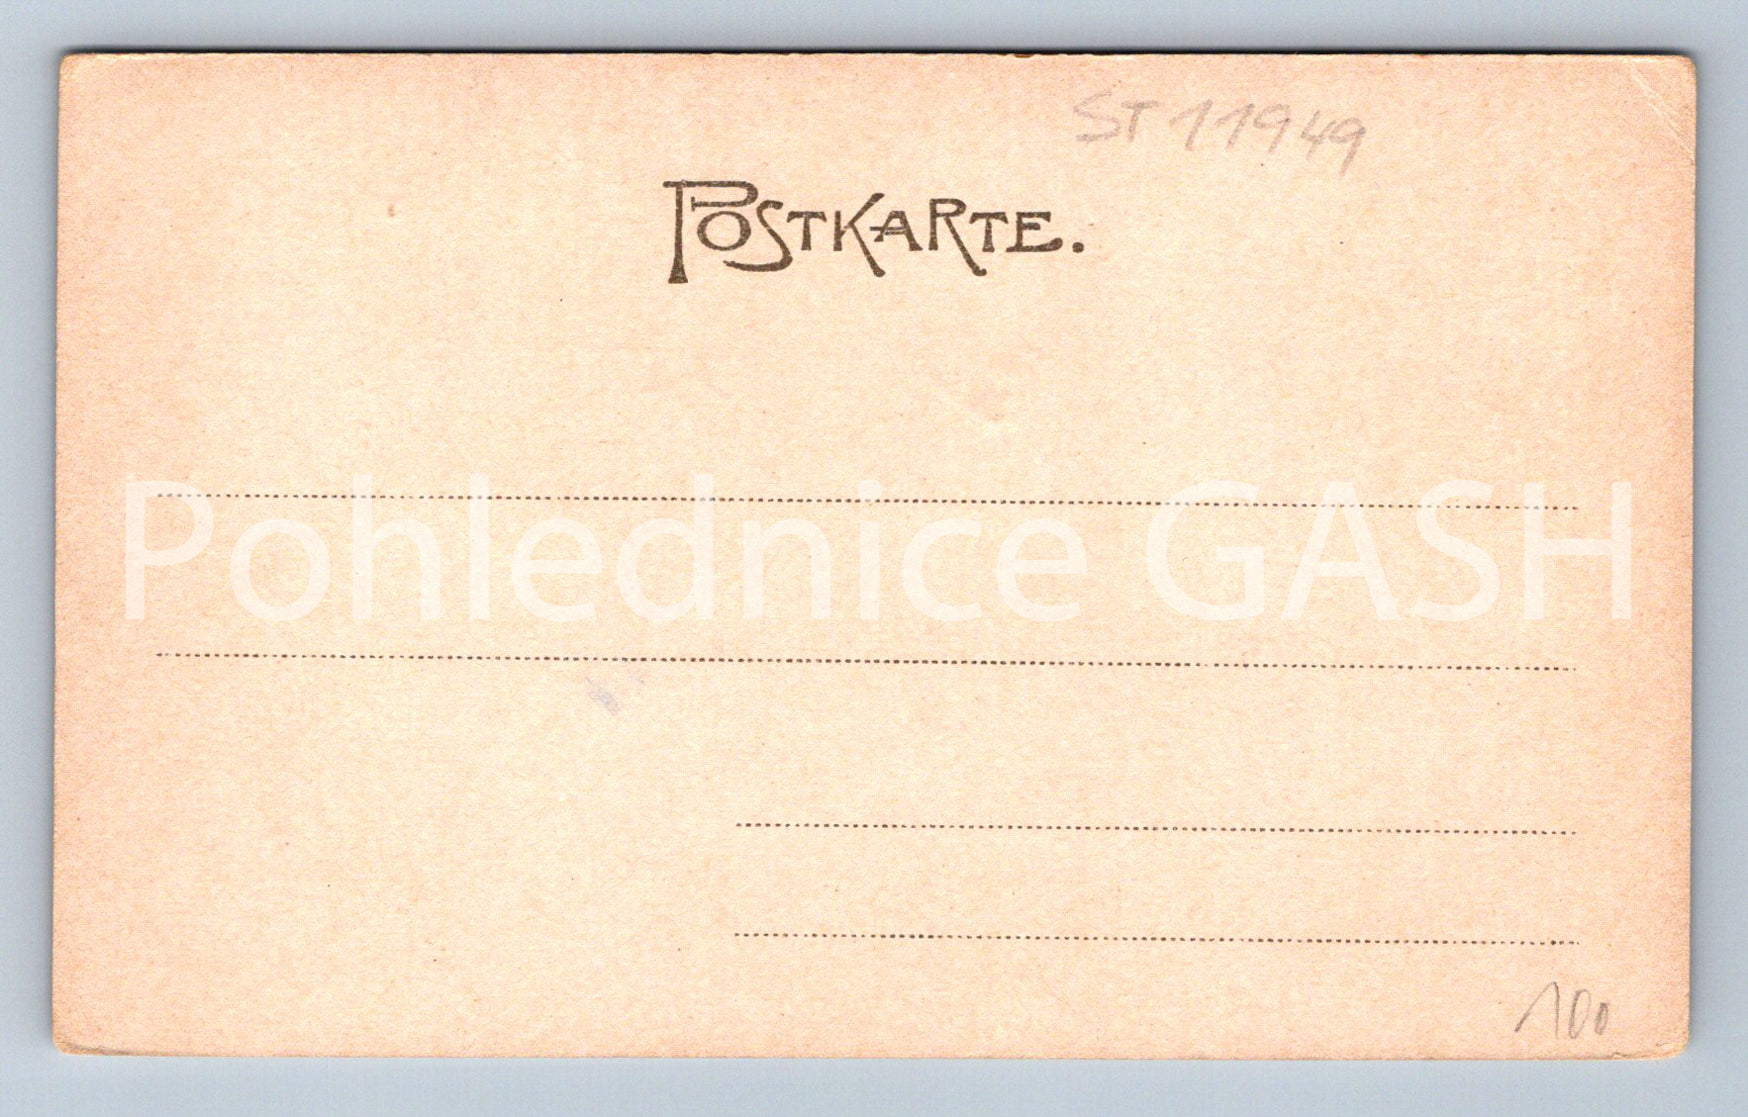 ST 11949
POSTKARTE.
Pohlednice GASH
100